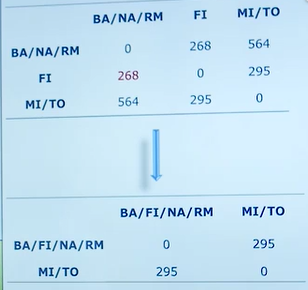 BA/NA/RM FI MI/TO
BA/NA/RM 0 268 564
FI 268 0 295
MI/TO 564 295 0
BA/FI/NA/RM MI/TO
BA/FI/NA/RM 0 295
MI/TO 295 0